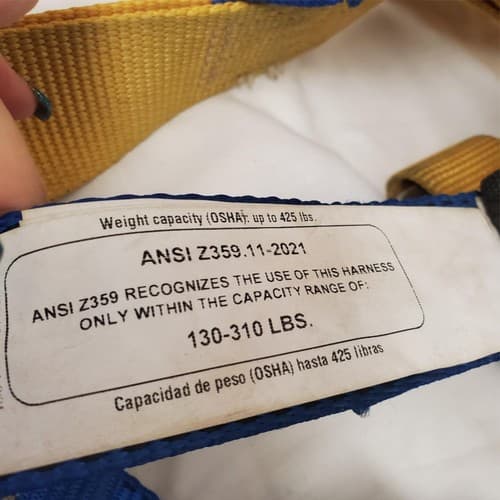 Weight capacity (OSHA): up to 425 lbs.
ANSI Z359.11-2021
ANSI Z359 RECOGNIZES THE USE OF THIS HARNESS
ONLY WITHIN THE CAPACITY RANGE OF:
130-310 LBS.
Capacidad de peso (OSHA) hasta 425 libras